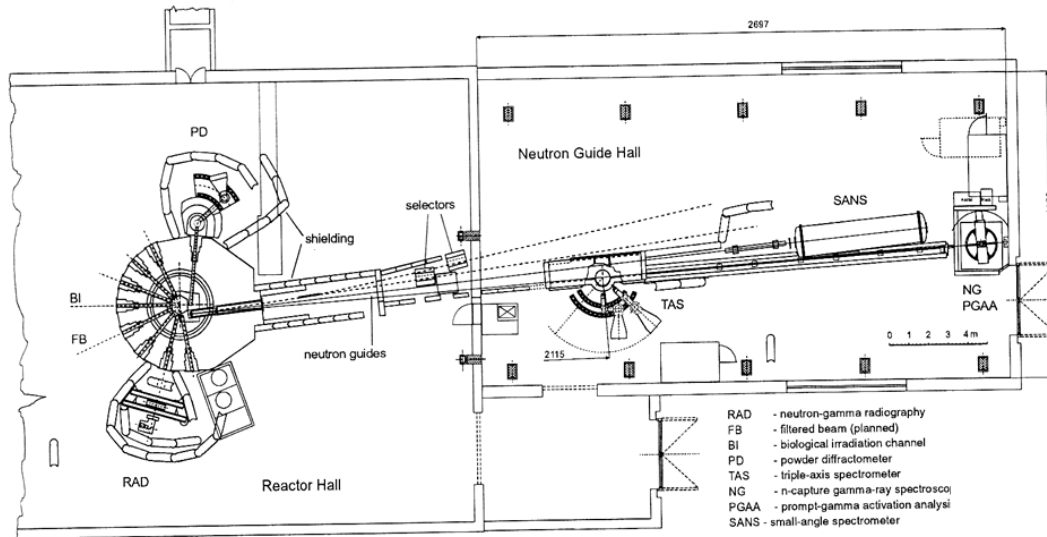 2697
PD
Neutron Guide Hall
selectors
SANS
shielding
BI
FB
NG
PGAA
TAS
neutron guides
0 1 2 3 4m
2115
RAD
Reactor Hall
RAD - neutron-gamma radiography
FB - filtered beam (planned)
BI - biological irradiation channel
PD - powder diffractometer
TAS - triple-axis spectrometer
NG - n-capture gamma-ray spectroscop
PGAA - prompt-gamma activation analysi
SANS - small-angle spectrometer